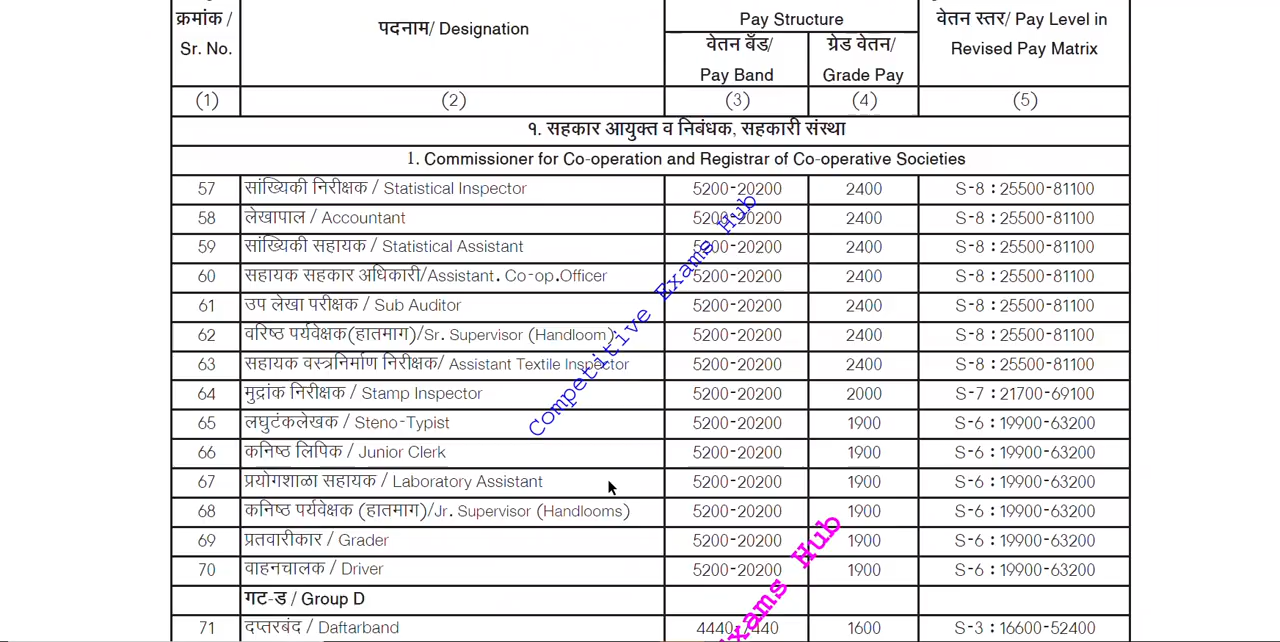 क्रमांक / पदनाम/ Designation Pay Structure वेतन स्तर/ Pay Level in
Sr. No. वेतन बँड/ ग्रेड वेतन/ Revised Pay Matrix
Pay Band Grade Pay
(1) (2) (3) (4) (5)
१. सहकार आयुक्त व निबंधक, सहकारी संस्था
1. Commissioner for Co-operation and Registrar of Co-operative Societies
57 सांख्यिकी निरीक्षक / Statistical Inspector 5200-20200 2400 S-8 : 25500-81100
58 लेखापाल / Accountant 5200-20200 2400 S-8 : 25500-81100
59 सांख्यिकी सहायक / Statistical Assistant 5200-20200 2400 S-8 : 25500-81100
60 सहायक सहकार अधिकारी/Assistant. Co-op.Officer 5200-20200 2400 S-8 : 25500-81100
61 उप लेखा परीक्षक / Sub Auditor 5200-20200 2400 S-8 : 25500-81100
62 वरिष्ठ पर्यवेक्षक(हातमाग)/Sr. Supervisor (Handloom) 5200-20200 2400 S-8 : 25500-81100
63 सहायक वस्त्रनिर्माण निरीक्षक/ Assistant Textile Inspector 5200-20200 2400 S-8 : 25500-81100
64 मुद्रांक निरीक्षक / Stamp Inspector 5200-20200 2000 S-7 : 21700-69100
65 लघुटंकलेखक / Steno-Typist 5200-20200 1900 S-6 : 19900-63200
66 कनिष्ठ लिपिक / Junior Clerk 5200-20200 1900 S-6 : 19900-63200
67 प्रयोगशाळा सहायक / Laboratory Assistant 5200-20200 1900 S-6 : 19900-63200
68 कनिष्ठ पर्यवेक्षक (हातमाग)/Jr. Supervisor (Handlooms) 5200-20200 1900 S-6 : 19900-63200
69 प्रतवारीकार / Grader 5200-20200 1900 S-6 : 19900-63200
70 वाहनचालक / Driver 5200-20200 1900 S-6 : 19900-63200
गट-ड / Group D
71 दप्तरबंद / Daftarband 4440-7440 1600 S-3 : 16600-52400
Competitive Exams Hub
Exams Hub